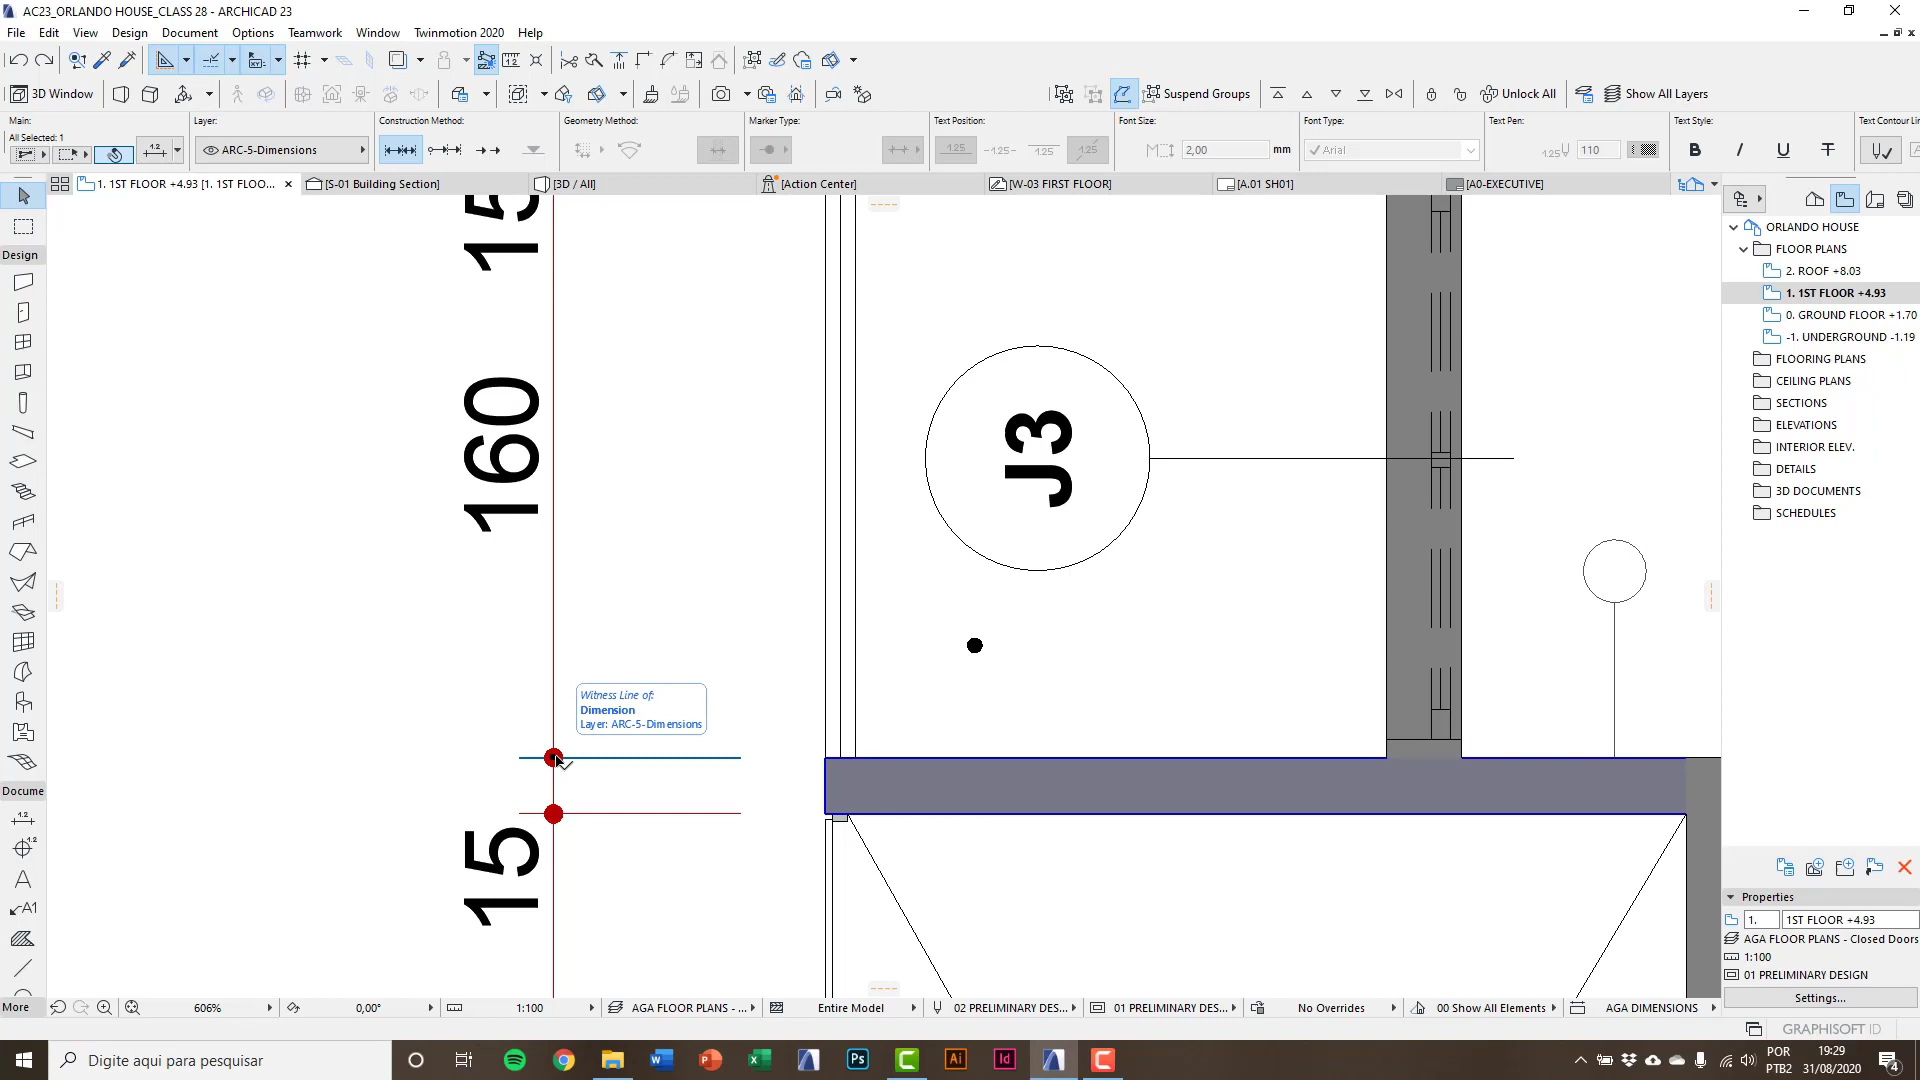 AC23_ORLANDO HOUSE_CLASS 28 - ARCHICAD 23
File Edit View Design Document Options Teamwork Window Twinmotion 2020 Help
3D Window
Suspend Groups
Unlock All
Show All Layers
Main:
All Selected: 1
Layer:
ARC-5-Dimensions
Construction Method:
Geometry Method:
Marker Type:
Text Position:
Font Size:
2,00 mm
Font Type:
Arial
Text Pen:
110
Text Style:
B I U T
Text Contour Lin
1. 1ST FLOOR +4.93 [1. 1ST FLOO...
[S-01 Building Section]
[3D / All]
[Action Center]
[W-03 FIRST FLOOR]
[A.01 SH01]
[A0-EXECUTIVE]
Design
Docume
More
15
160
15
J3
Witness Line of:
Dimension
Layer: ARC-5-Dimensions
ORLANDO HOUSE
FLOOR PLANS
2. ROOF +8.03
1. 1ST FLOOR +4.93
0. GROUND FLOOR +1.70
-1. UNDERGROUND -1.19
FLOORING PLANS
CEILING PLANS
SECTIONS
ELEVATIONS
INTERIOR ELEV.
DETAILS
3D DOCUMENTS
SCHEDULES
Properties
1. 1ST FLOOR +4.93
AGA FLOOR PLANS - Closed Doors
1:100
01 PRELIMINARY DESIGN
Settings...
606%
0,00°
1:100
AGA FLOOR PLANS - ...
Entire Model
02 PRELIMINARY DES...
01 PRELIMINARY DES...
No Overrides
00 Show All Elements
AGA DIMENSIONS
GRAPHISOFT ID
Digite aqui para pesquisar
POR
PTB2
19:29
31/08/2020
4